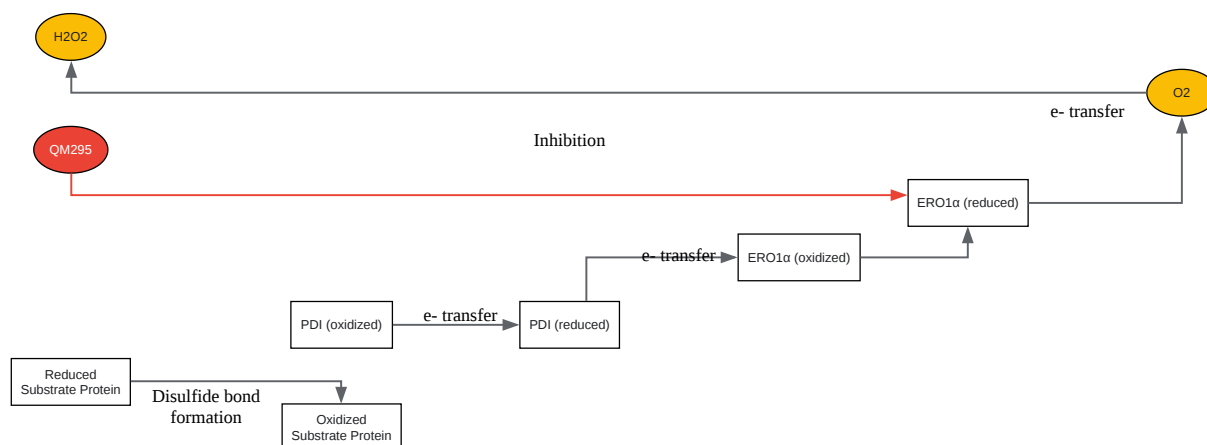 H2O2
O2
e- transfer
Inhibition
QM295
ERO1α (reduced)
e- transfer
ERO1α (oxidized)
PDI (oxidized)
e- transfer
PDI (reduced)
Reduced
Substrate Protein
Disulfide bond
formation
Oxidized
Substrate Protein